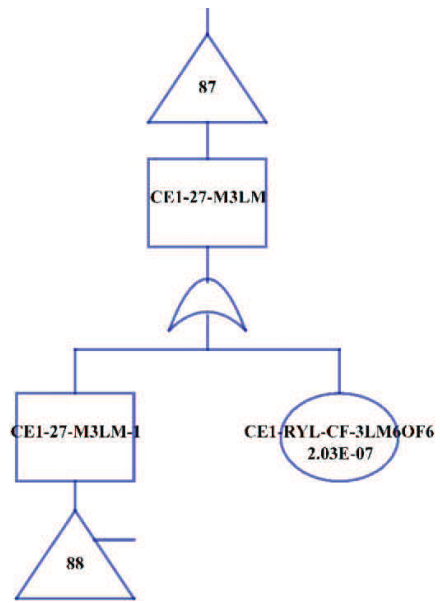 87
CE1-27-M3LM
CE1-27-M3LM-1
CE1-RYL-CF-3LM6OF6
2.03E-07
88